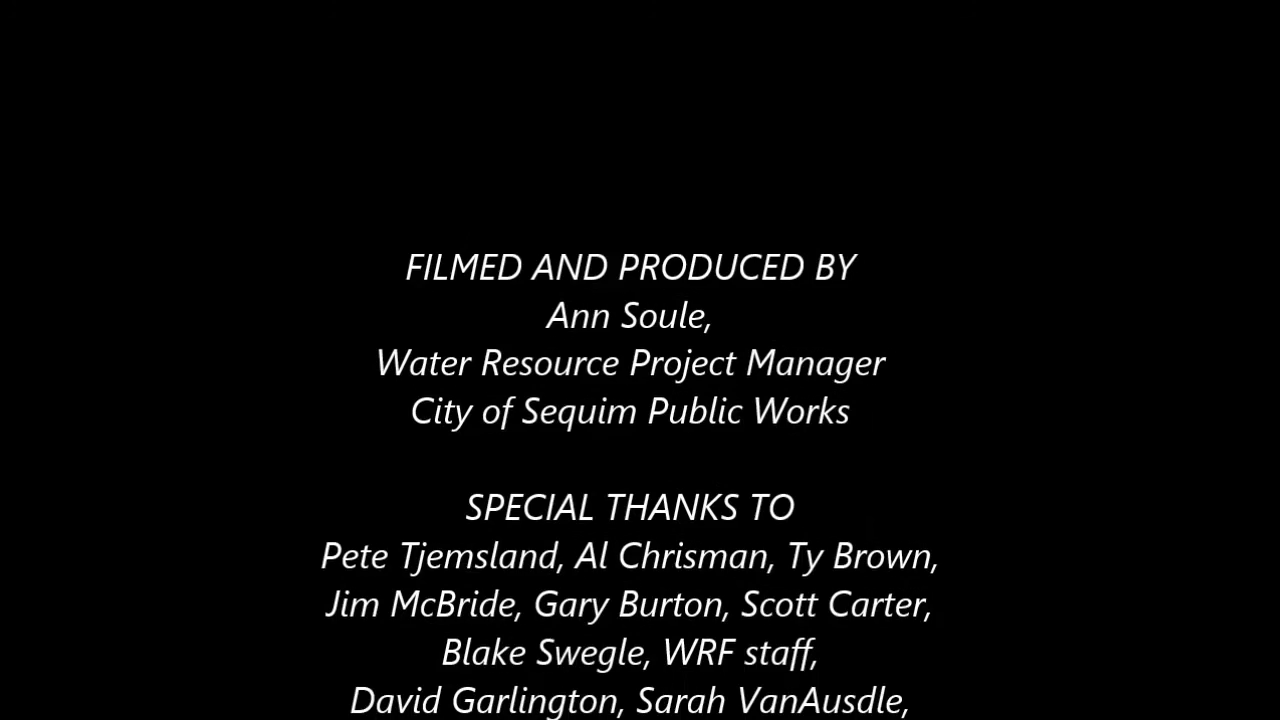 FILMED AND PRODUCED BY
Ann Soule,
Water Resource Project Manager
City of Sequim Public Works
SPECIAL THANKS TO
Pete Tjemsland, Al Chrisman, Ty Brown,
Jim McBride, Gary Burton, Scott Carter,
Blake Swegle, WRF staff,
David Garlington, Sarah VanAusdle,